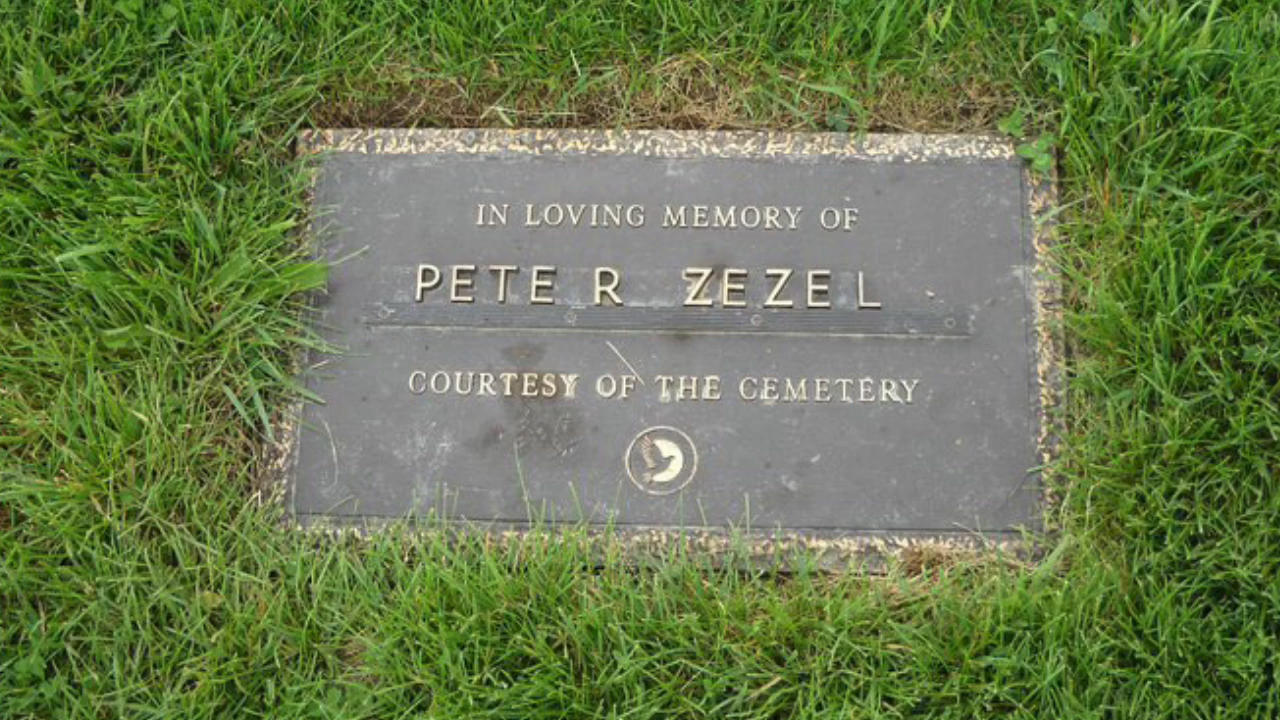 IN LOVING MEMORY OF
PETER ZEZEL
COURTESY OF THE CEMETERY